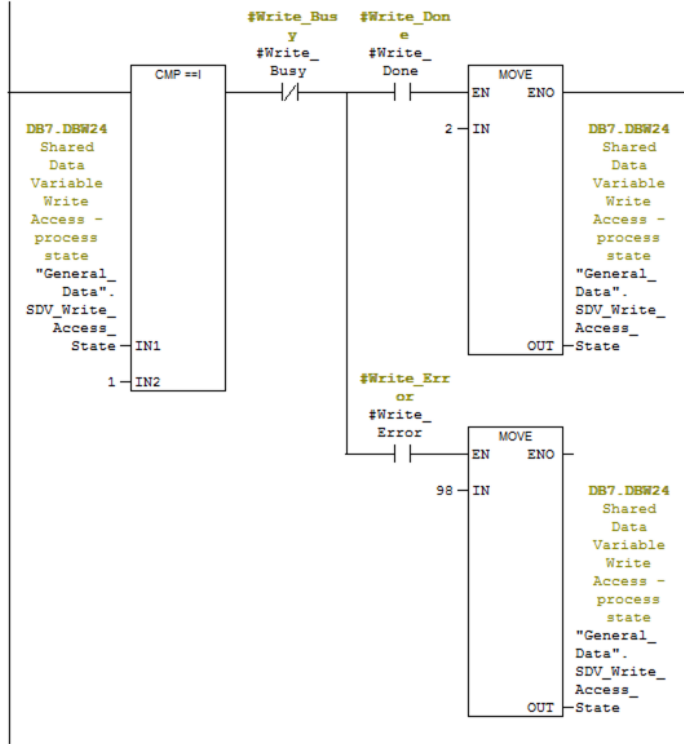 #Write_Bus
y
#Write_
Busy
#Write_Don
e
#Write_
Done
CMP ==I
MOVE
EN ENO
2 IN
DB7.DBW24
Shared
Data
Variable
Write
Access -
process
state
"General_
Data".
SDV_Write_
Access_
State IN1
1 IN2
DB7.DBW24
Shared
Data
Variable
Write
Access -
process
state
"General_
Data".
SDV_Write_
Access_
OUT State
#Write_Err
or
#Write_
Error
MOVE
EN ENO
98 IN
DB7.DBW24
Shared
Data
Variable
Write
Access -
process
state
"General_
Data".
SDV_Write_
Access_
OUT State